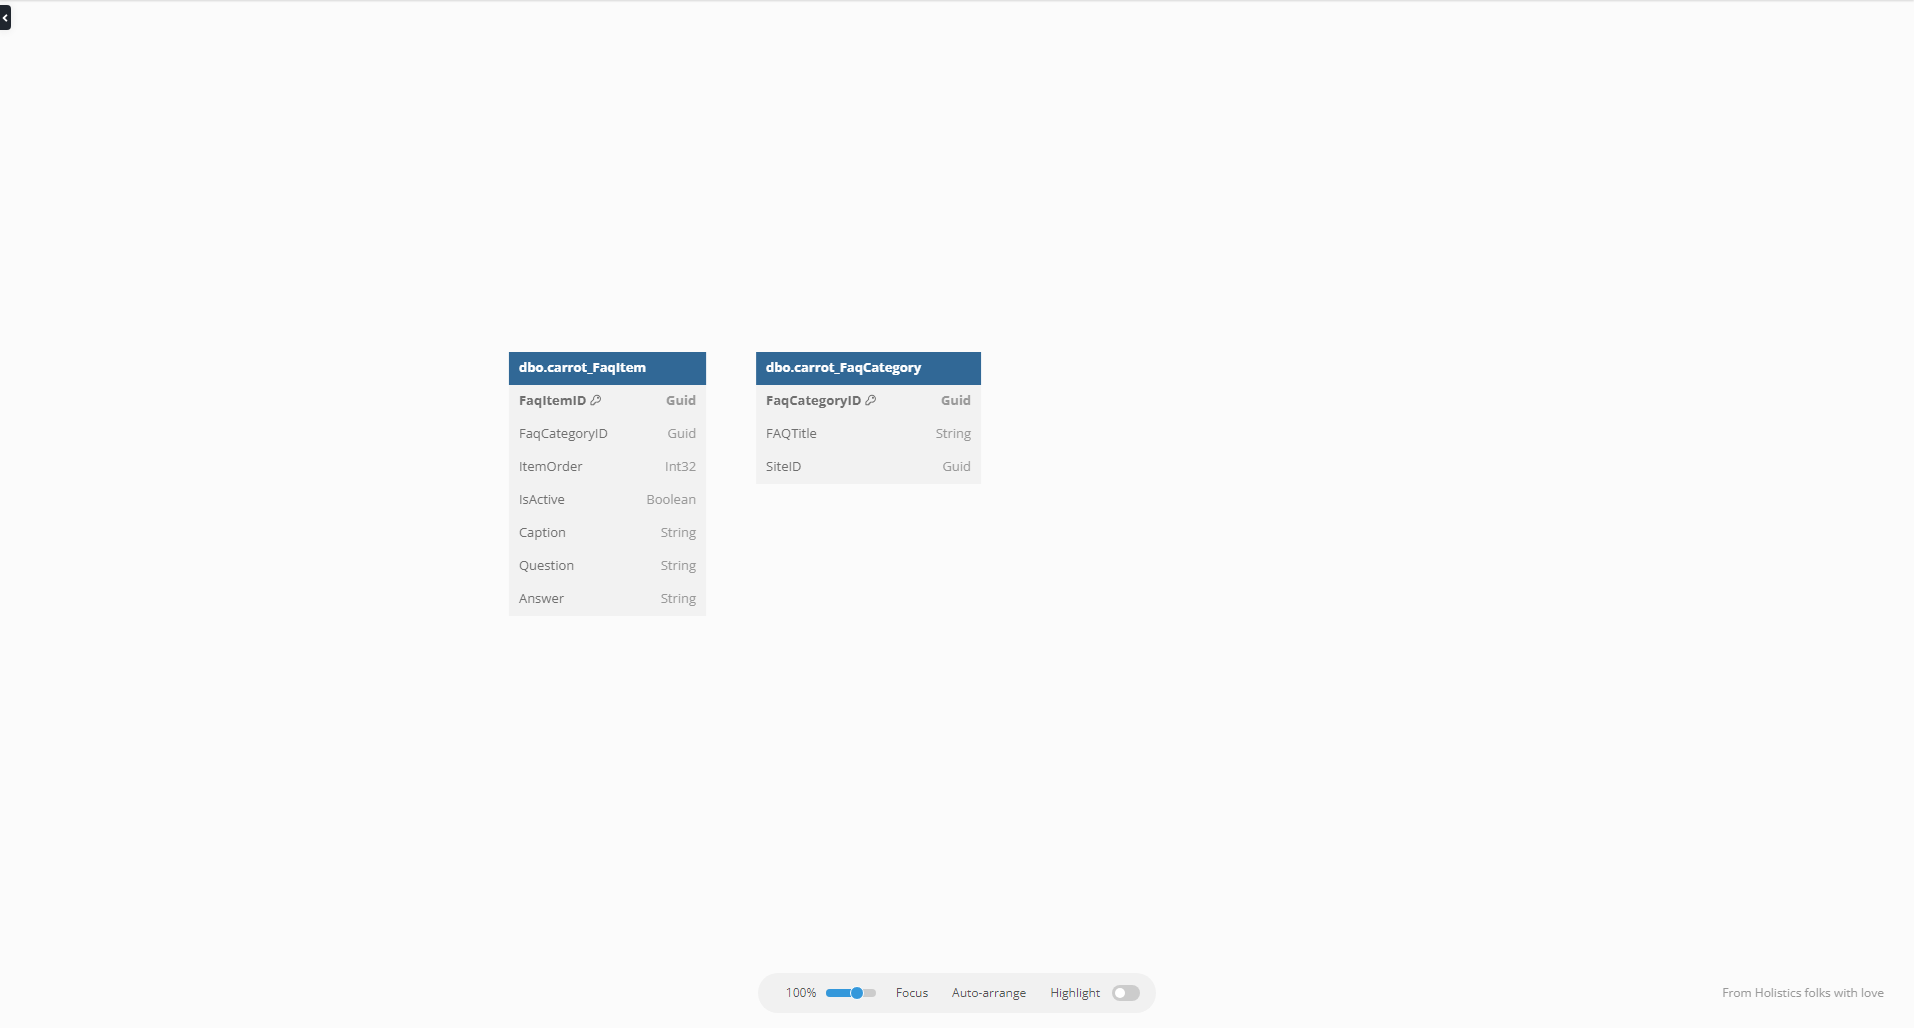 dbo.carrot_FaqItem
FaqItemID Guid
FaqCategoryID Guid
ItemOrder Int32
IsActive Boolean
Caption String
Question String
Answer String
dbo.carrot_FaqCategory
FaqCategoryID Guid
FAQTitle String
SiteID Guid
100% Focus Auto-arrange Highlight
From Holistics folks with love